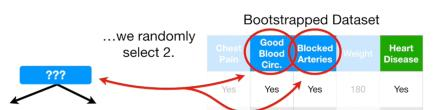 Bootstrapped Dataset
…we randomly
select 2.
???
Chest
Pain
Good
Blood
Circ.
Blocked
Arteries
Weight
Heart
Disease
Yes
Yes
Yes
180
Yes